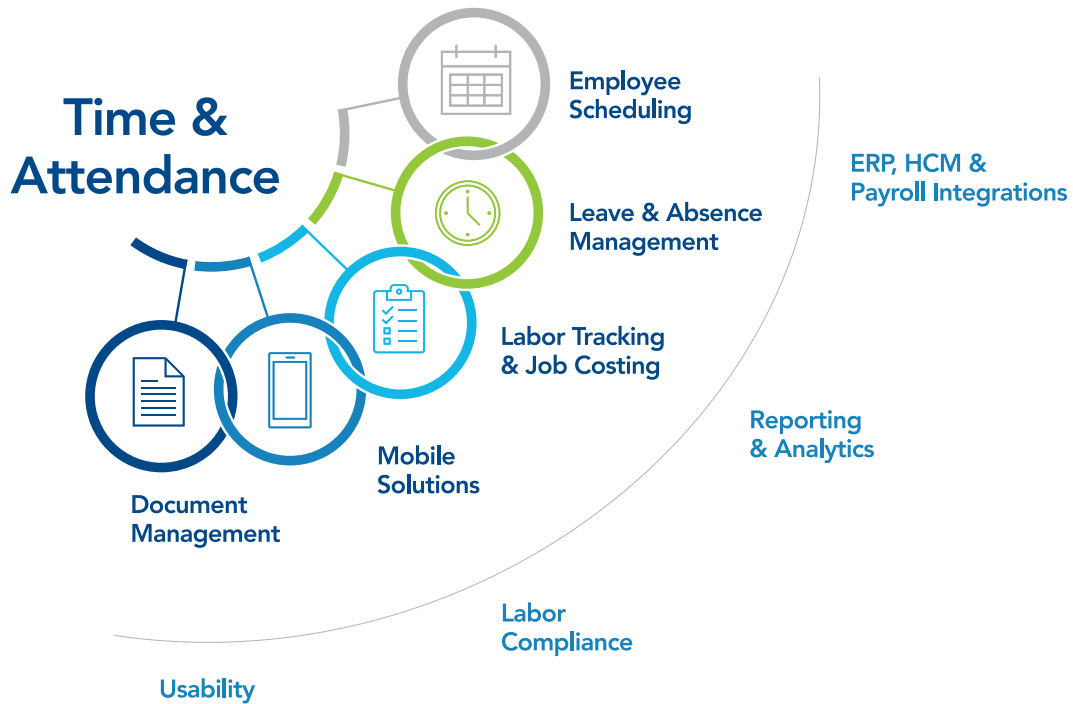 Time &
Attendance
Employee
Scheduling
ERP, HCM &
Payroll Integrations
Leave & Absence
Management
Labor Tracking
& Job Costing
Reporting
& Analytics
Mobile
Solutions
Document
Management
Labor
Compliance
Usability